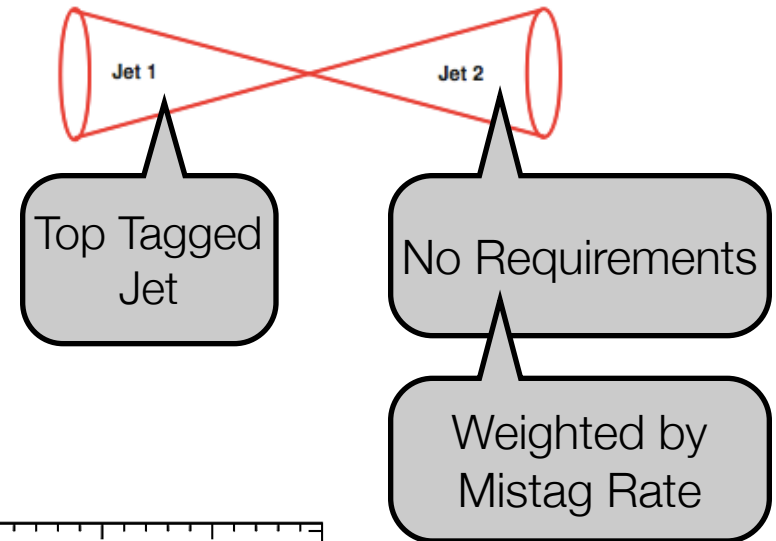 Jet 1
Jet 2
Top Tagged
Jet
No Requirements
Weighted by
Mistag Rate